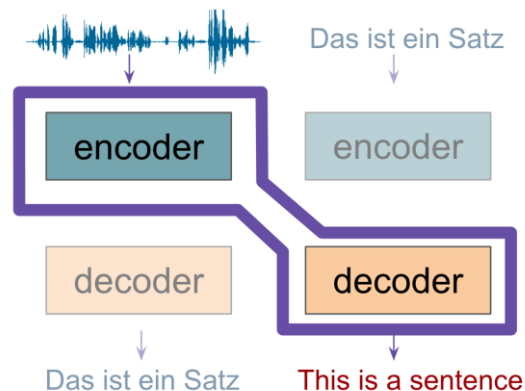 Das ist ein Satz
encoder
encoder
decoder
decoder
Das ist ein Satz
This is a sentence